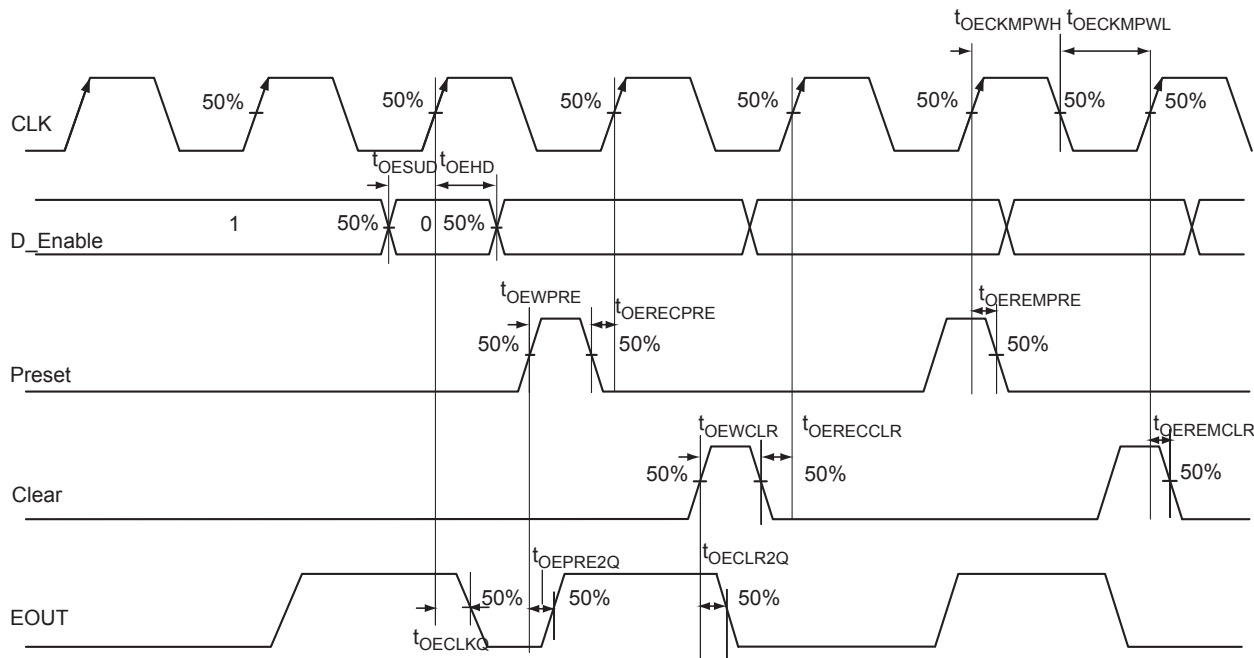 tOECKMPWH tOECKMPWL
CLK 50% 50% 50% 50% 50% 50% 50%
tOESUD tOEHD
D_Enable 1 50% 0 50%
tOEWPRE tOERECPRE tOEREMPRE
Preset 50% 50% 50%
tOEWCLR tOERECCLR tOEREMCLR
Clear 50% 50% 50%
tOEPRE2Q tOECLR2Q
EOUT 50% 50% 50%
tOECLKQ